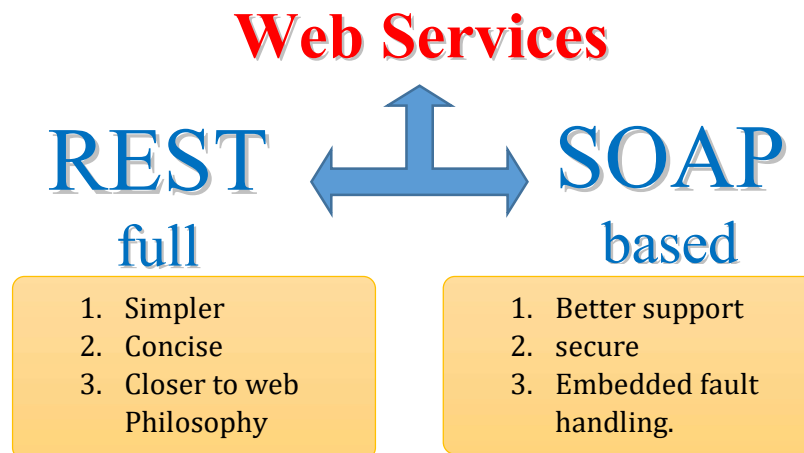 Web Services
REST
full
1. Simpler
2. Concise
3. Closer to web
Philosophy
SOAP
based
1. Better support
2. secure
3. Embedded fault
handling.